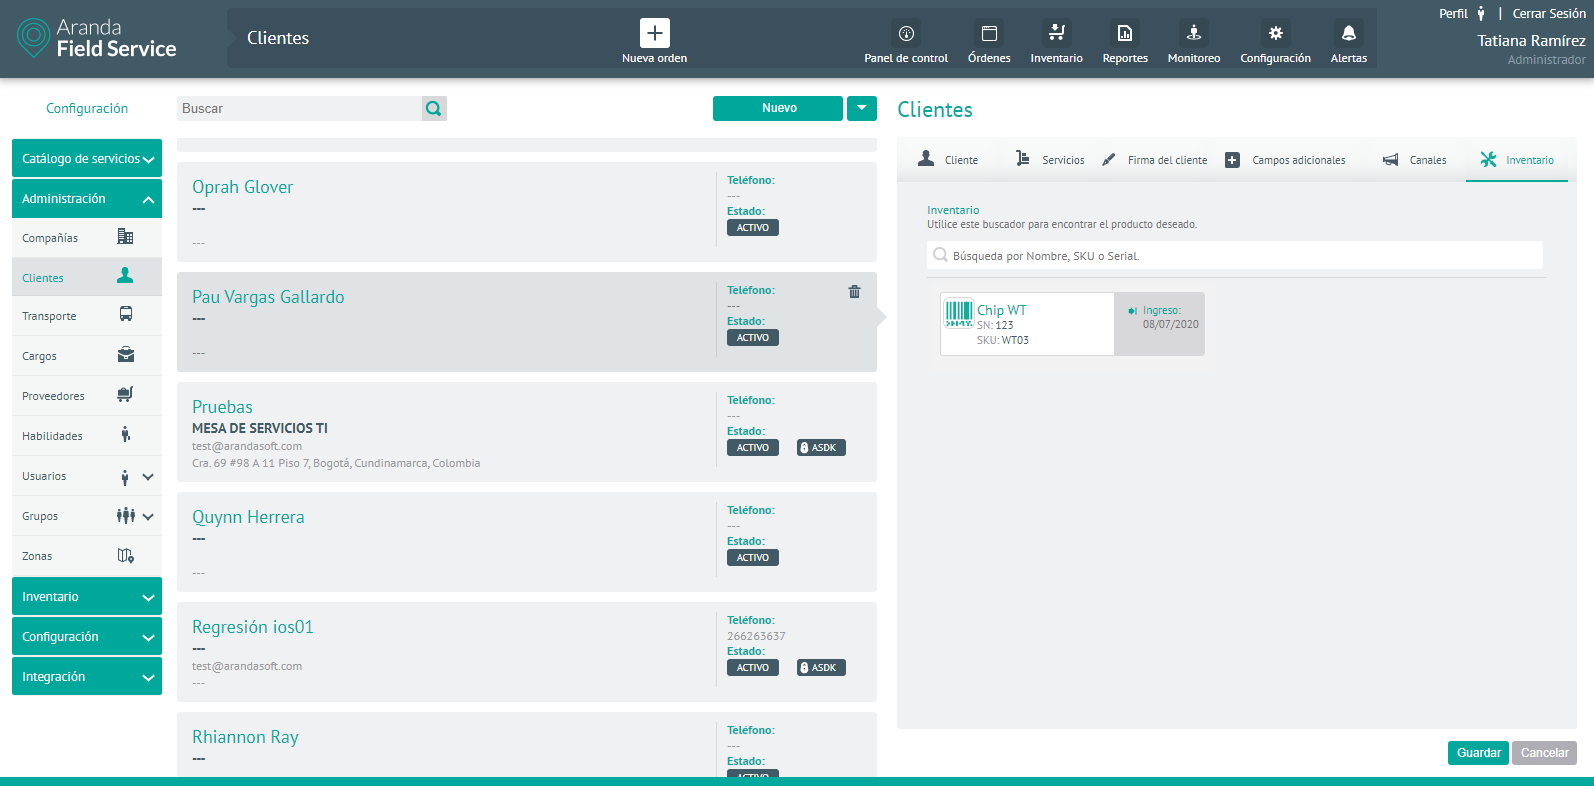 Aranda
Field Service
Clientes
Nueva orden
Panel de control
Órdenes
Inventario
Reportes
Monitoreo
Configuración
Alertas
Perfil | Cerrar Sesión
Tatiana Ramírez
Administrador
Configuración
Catálogo de servicios
Administración
Compañías
Clientes
Transporte
Cargos
Proveedores
Habilidades
Usuarios
Grupos
Zonas
Inventario
Configuración
Integración
Buscar
Nuevo
Oprah Glover
---
---
Teléfono:
---
Estado:
ACTIVO
Pau Vargas Gallardo
---
---
Teléfono:
---
Estado:
ACTIVO
Pruebas
MESA DE SERVICIOS TI
test@arandasoft.com
Cra. 69 #98 A 11 Piso 7, Bogotá, Cundinamarca, Colombia
Teléfono:
---
Estado:
ACTIVO ASDK
Quynn Herrera
---
---
Teléfono:
---
Estado:
ACTIVO
Regresión ios01
---
test@arandasoft.com
---
Teléfono:
266263637
Estado:
ACTIVO ASDK
Rhiannon Ray
---
Teléfono:
---
Estado:
ACTIVO
Clientes
Cliente
Servicios
Firma del cliente
Campos adicionales
Canales
Inventario
Inventario
Utilice este buscador para encontrar el producto deseado.
Búsqueda por Nombre, SKU o Serial.
Chip WT
SN: 123
SKU: WT03
Ingreso:
08/07/2020
Guardar
Cancelar